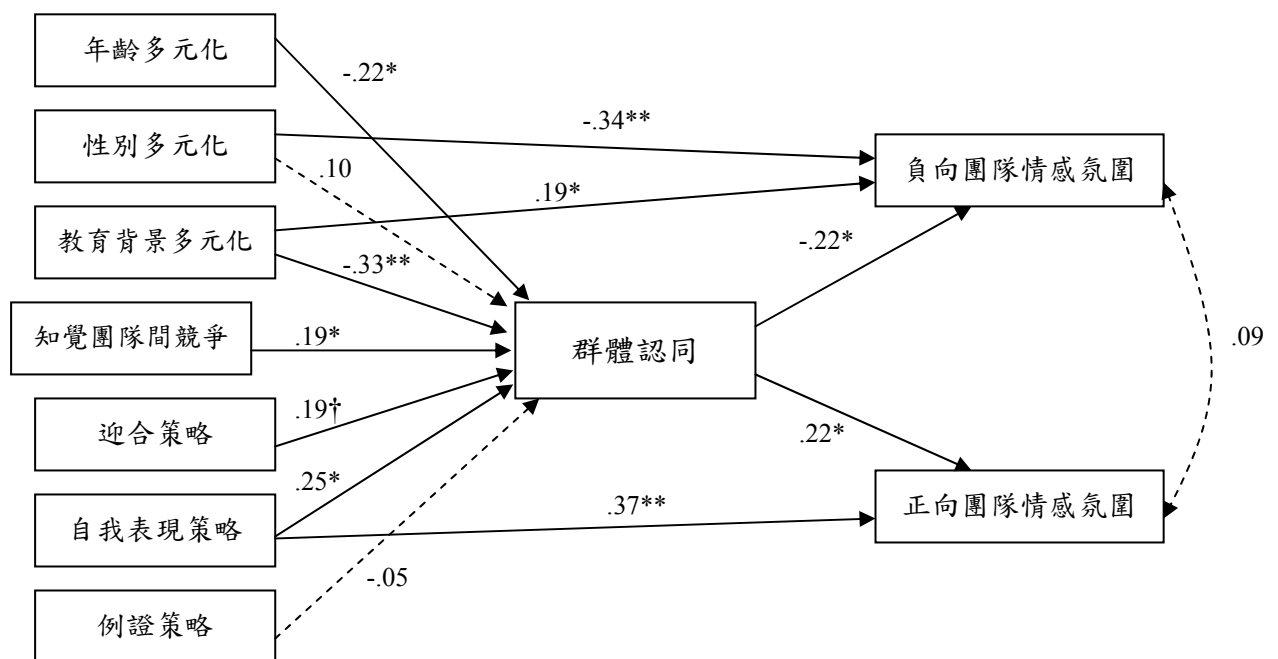 年齡多元化
-.22*
性別多元化
-.34**
.10
負向團隊情感氛圍
.19*
教育背景多元化
-.33**
-.22*
知覺團隊間競爭
.19*
群體認同
.09
迎合策略
.19†
.22*
.25*
自我表現策略
.37**
正向團隊情感氛圍
-.05
例證策略